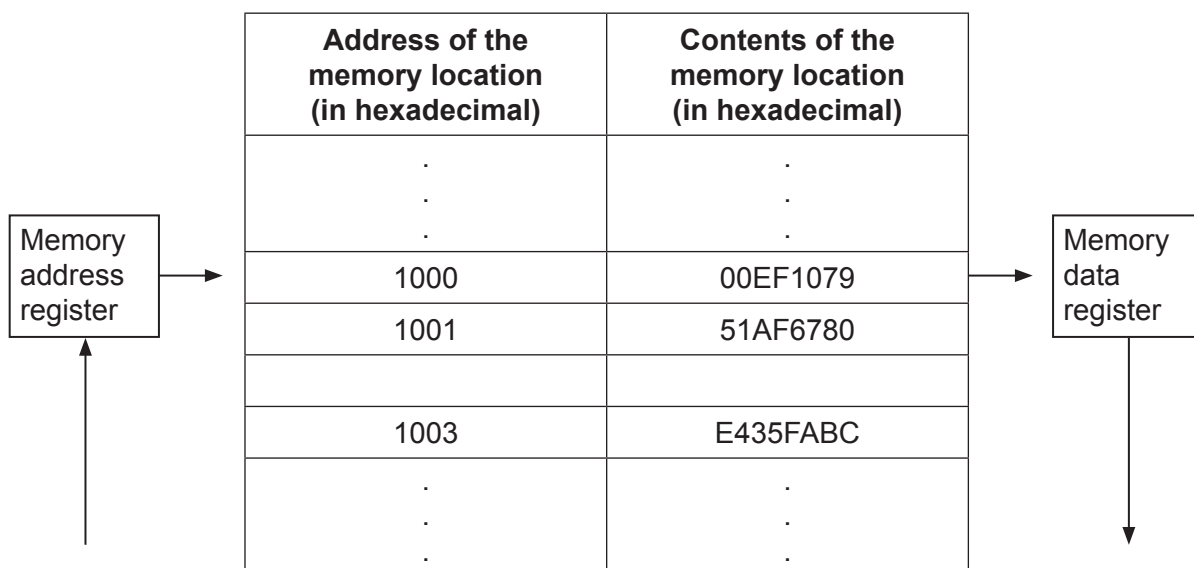 Address of the
memory location
(in hexadecimal)
Contents of the
memory location
(in hexadecimal)
.
.
.
.
.
.
Memory
address
register
1000
00EF1079
Memory
data
register
1001
51AF6780
1003
E435FABC
.
.
.
.
.
.